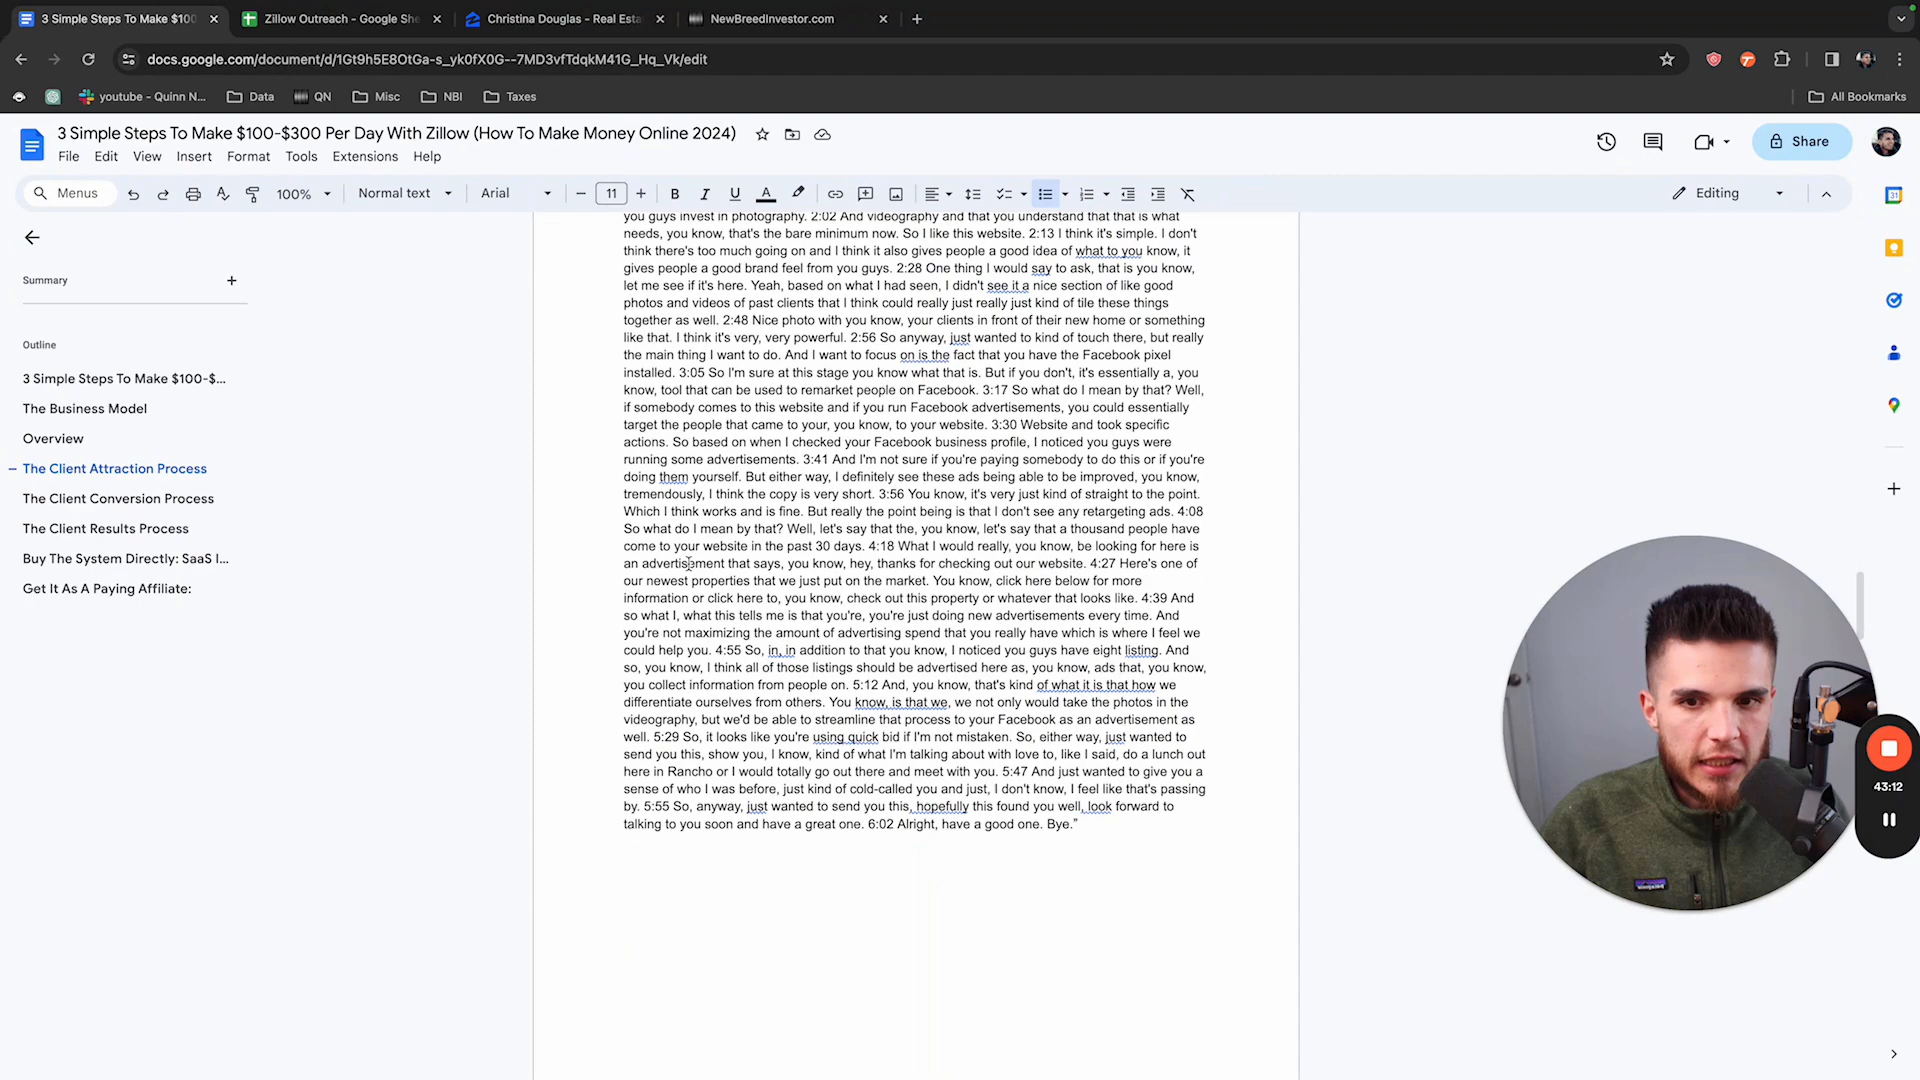 3 Simple Steps To Make $100
Zillow Outreach - Google She
Christina Douglas - Real Esta
NewBreedInvestor.com
docs.google.com/document/d/1Gt9h5E8OtGa-s_yk0fX0G--7MD3vfTdqkM41G_Hq_Vk/edit
youtube - Quinn N...
Data
QN
Misc
NBI
Taxes
All Bookmarks
3 Simple Steps To Make $100-$300 Per Day With Zillow (How To Make Money Online 2024)
File Edit View Insert Format Tools Extensions Help
Share
Menus
100%
Normal text
Arial
11
Editing
Summary
Outline
3 Simple Steps To Make $100-$...
The Business Model
Overview
The Client Attraction Process
The Client Conversion Process
The Client Results Process
Buy The System Directly: SaaS I...
Get It As A Paying Affiliate:
you guys invest in photography. 2:02 And videography and that you understand that that is what
needs, you know, that's the bare minimum now. So I like this website. 2:13 I think it's simple. I don't
think there's too much going on and I think it also gives people a good idea of what to you know, it
gives people a good brand feel from you guys. 2:28 One thing I would say to ask, that is you know,
let me see if it's here. Yeah, based on what I had seen, I didn't see it a nice section of like good
photos and videos of past clients that I think could really just really just kind of tile these things
together as well. 2:48 Nice photo with you know, your clients in front of their new home or something
like that. I think it's very, very powerful. 2:56 So anyway, just wanted to kind of touch there, but really
the main thing I want to do. And I want to focus on is the fact that you have the Facebook pixel
installed. 3:05 So I'm sure at this stage you know what that is. But if you don't, it's essentially a, you
know, tool that can be used to remarket people on Facebook. 3:17 So what do I mean by that? Well,
if somebody comes to this website and if you run Facebook advertisements, you could essentially
target the people that came to your, you know, to your website. 3:30 Website and took specific
actions. So based on when I checked your Facebook business profile, I noticed you guys were
running some advertisements. 3:41 And I'm not sure if you're paying somebody to do this or if you're
doing them yourself. But either way, I definitely see these ads being able to be improved, you know,
tremendously, I think the copy is very short. 3:56 You know, it's very just kind of straight to the point.
Which I think works and is fine. But really the point being is that I don't see any retargeting ads. 4:08
So what do I mean by that? Well, let's say that the, you know, let's say that a thousand people have
come to your website in the past 30 days. 4:18 What I would really, you know, be looking for here is
an advertisement that says, you know, hey, thanks for checking out our website. 4:27 Here's one of
our newest properties that we just put on the market. You know, click here below for more
information or click here to, you know, check out this property or whatever that looks like. 4:39 And
so what I, what this tells me is that you're, you're just doing new advertisements every time. And
you're not maximizing the amount of advertising spend that you really have which is where I feel we
could help you. 4:55 So, in, in addition to that you know, I noticed you guys have eight listing. And
so, you know, I think all of those listings should be advertised here as, you know, ads that, you know,
you collect information from people on. 5:12 And, you know, that's kind of what it is that how we
differentiate ourselves from others. You know, is that we, we not only would take the photos in the
videography, but we'd be able to streamline that process to your Facebook as an advertisement as
well. 5:29 So, it looks like you're using quick bid if I'm not mistaken. So, either way, just wanted to
send you this, show you, I know, kind of what I'm talking about with love to, like I said, do a lunch out
here in Rancho or I would totally go out there and meet with you. 5:47 And just wanted to give you a
sense of who I was before, just kind of cold-called you and just, I don't know, I feel like that's passing
by. 5:55 So, anyway, just wanted to send you this, hopefully this found you well, look forward to
talking to you soon and have a great one. 6:02 Alright, have a good one. Bye."
43:12